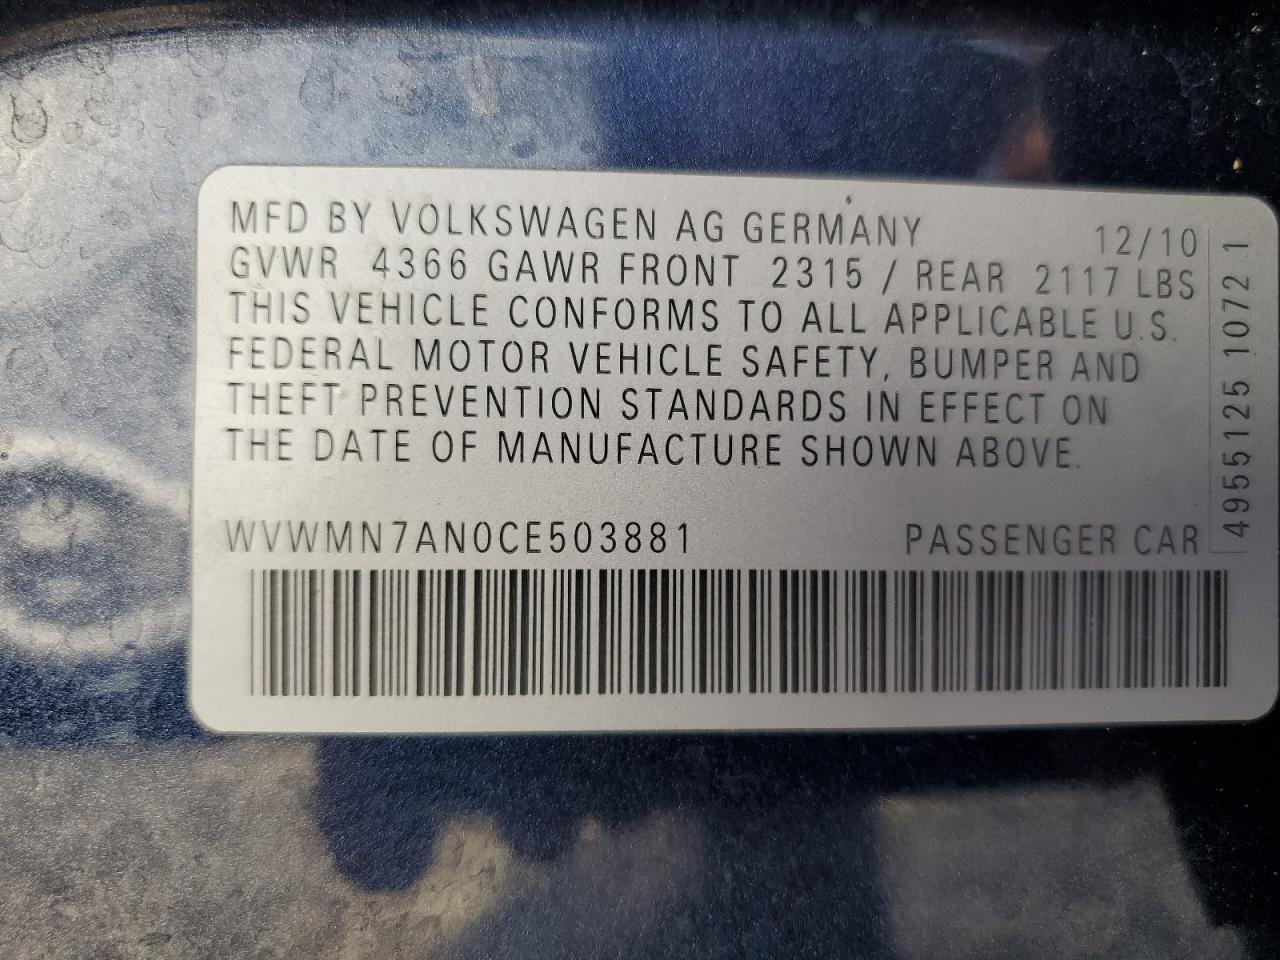 MFD BY VOLKSWAGEN AG GERMANY 12/10
GVWR 4366 GAWR FRONT 2315 / REAR 2117 LBS
THIS VEHICLE CONFORMS TO ALL APPLICABLE U.S.
FEDERAL MOTOR VEHICLE SAFETY, BUMPER AND
THEFT PREVENTION STANDARDS IN EFFECT ON
THE DATE OF MANUFACTURE SHOWN ABOVE.
WVWMN7AN0CE503881 PASSENGER CAR
4955125 1072 1